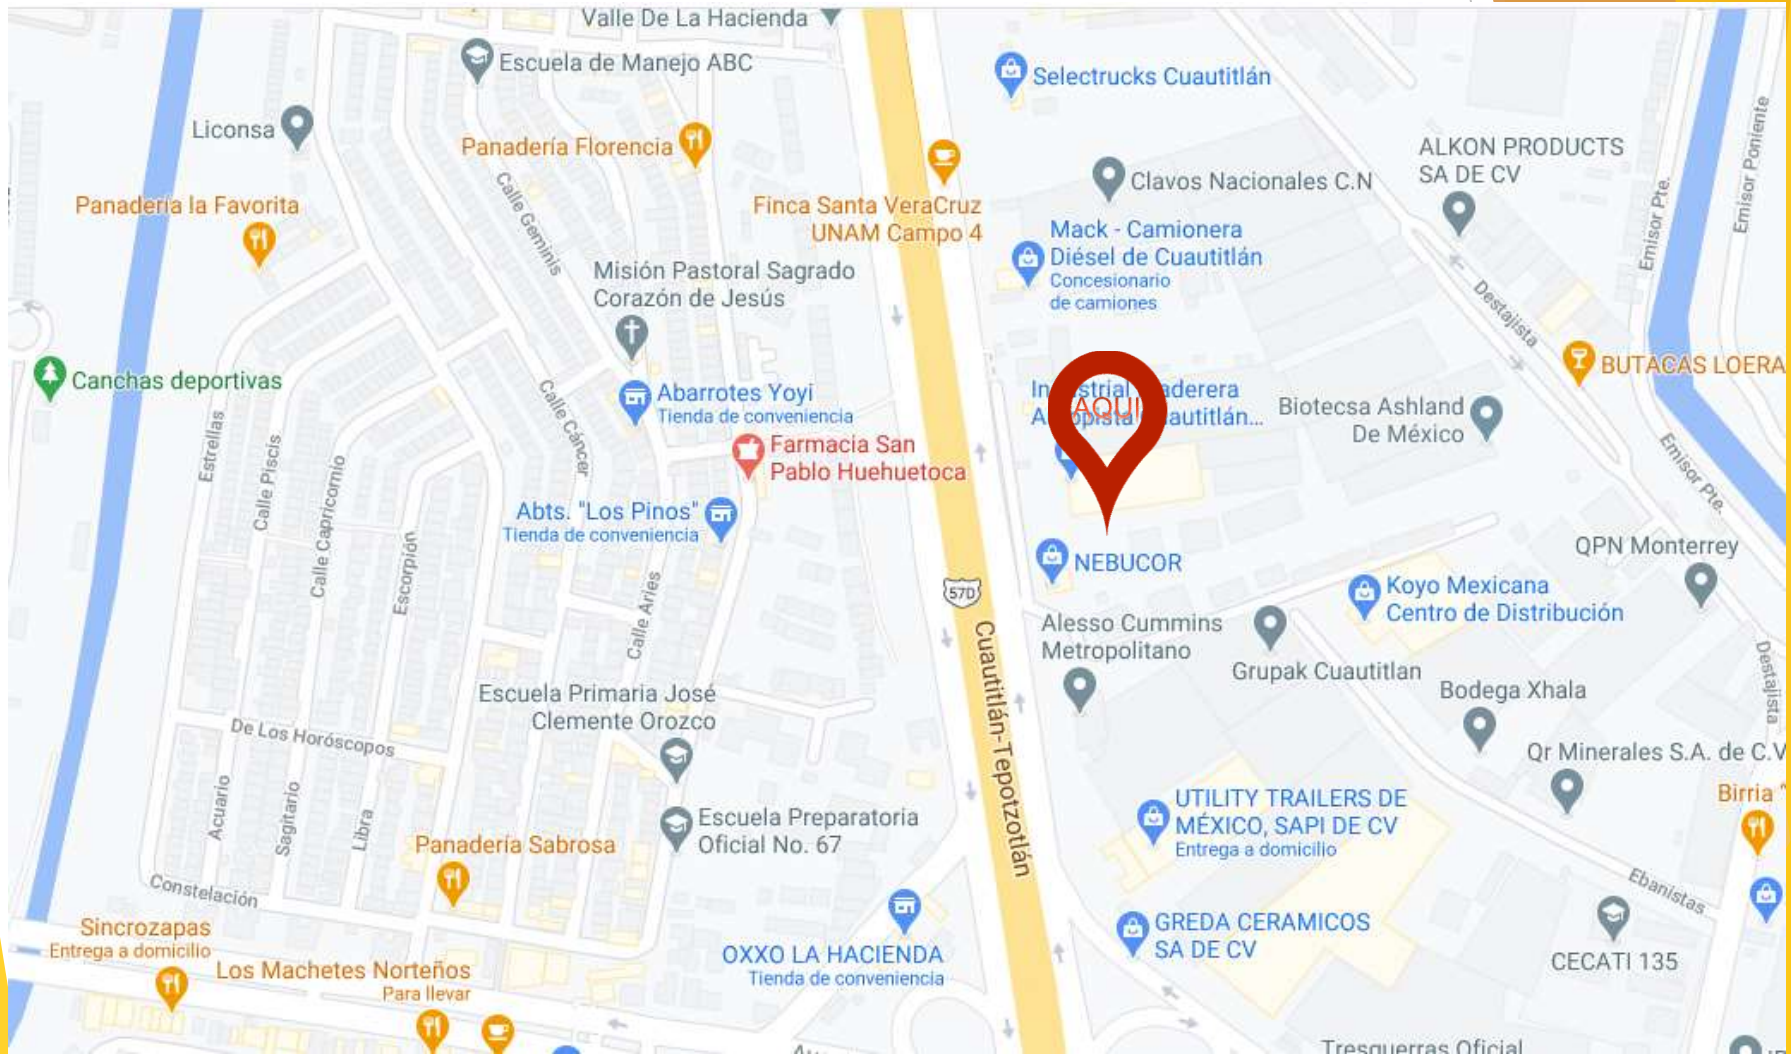 Valle De La Hacienda
Escuela de Manejo ABC
Selectrucks Cuautitlán
Liconsa
Panadería Florencia
ALKON PRODUCTS
SA DE CV
Emisor Poniente
Emisor Pte.
Clavos Nacionales C.N
Panadería la Favorita
Calle Geminis
Finca Santa VeraCruz
UNAM Campo 4
Mack - Camionera
Diésel de Cuautitlán
Concesionario
de camiones
Misión Pastoral Sagrado
Corazón de Jesús
Destajista
BUTACAS LOERA
Canchas deportivas
Abarrotes Yoyi
Tienda de conveniencia
AQUI
Biotecsa Ashland
De México
Estrellas
Calle Piscis
Calle Capricornio
Calle Cáncer
Farmacia San
Pablo Huehuetoca
Emisor Pte.
Abts. "Los Pinos"
Tienda de conveniencia
Escorpión
Calle Aries
NEBUCOR
QPN Monterrey
57D
Koyo Mexicana
Centro de Distribución
Alesso Cummins
Metropolitano
Grupak Cuautitlan
Cuautitlán-Tepotzotlán
Destajista
Bodega Xhala
Escuela Primaria José
Clemente Orozco
De Los Horóscopos
Qr Minerales S.A. de C.V
Acuario
Sagitario
Libra
UTILITY TRAILERS DE
MÉXICO, SAPI DE CV
Entrega a domicilio
Birria
Escuela Preparatoria
Oficial No. 67
Panadería Sabrosa
Constelación
Ebanistas
Sincrozapas
Entrega a domicilio
GREDA CERAMICOS
SA DE CV
OXXO LA HACIENDA
Tienda de conveniencia
CECATI 135
Los Machetes Norteños
Para llevar
Tresguerras Oficial